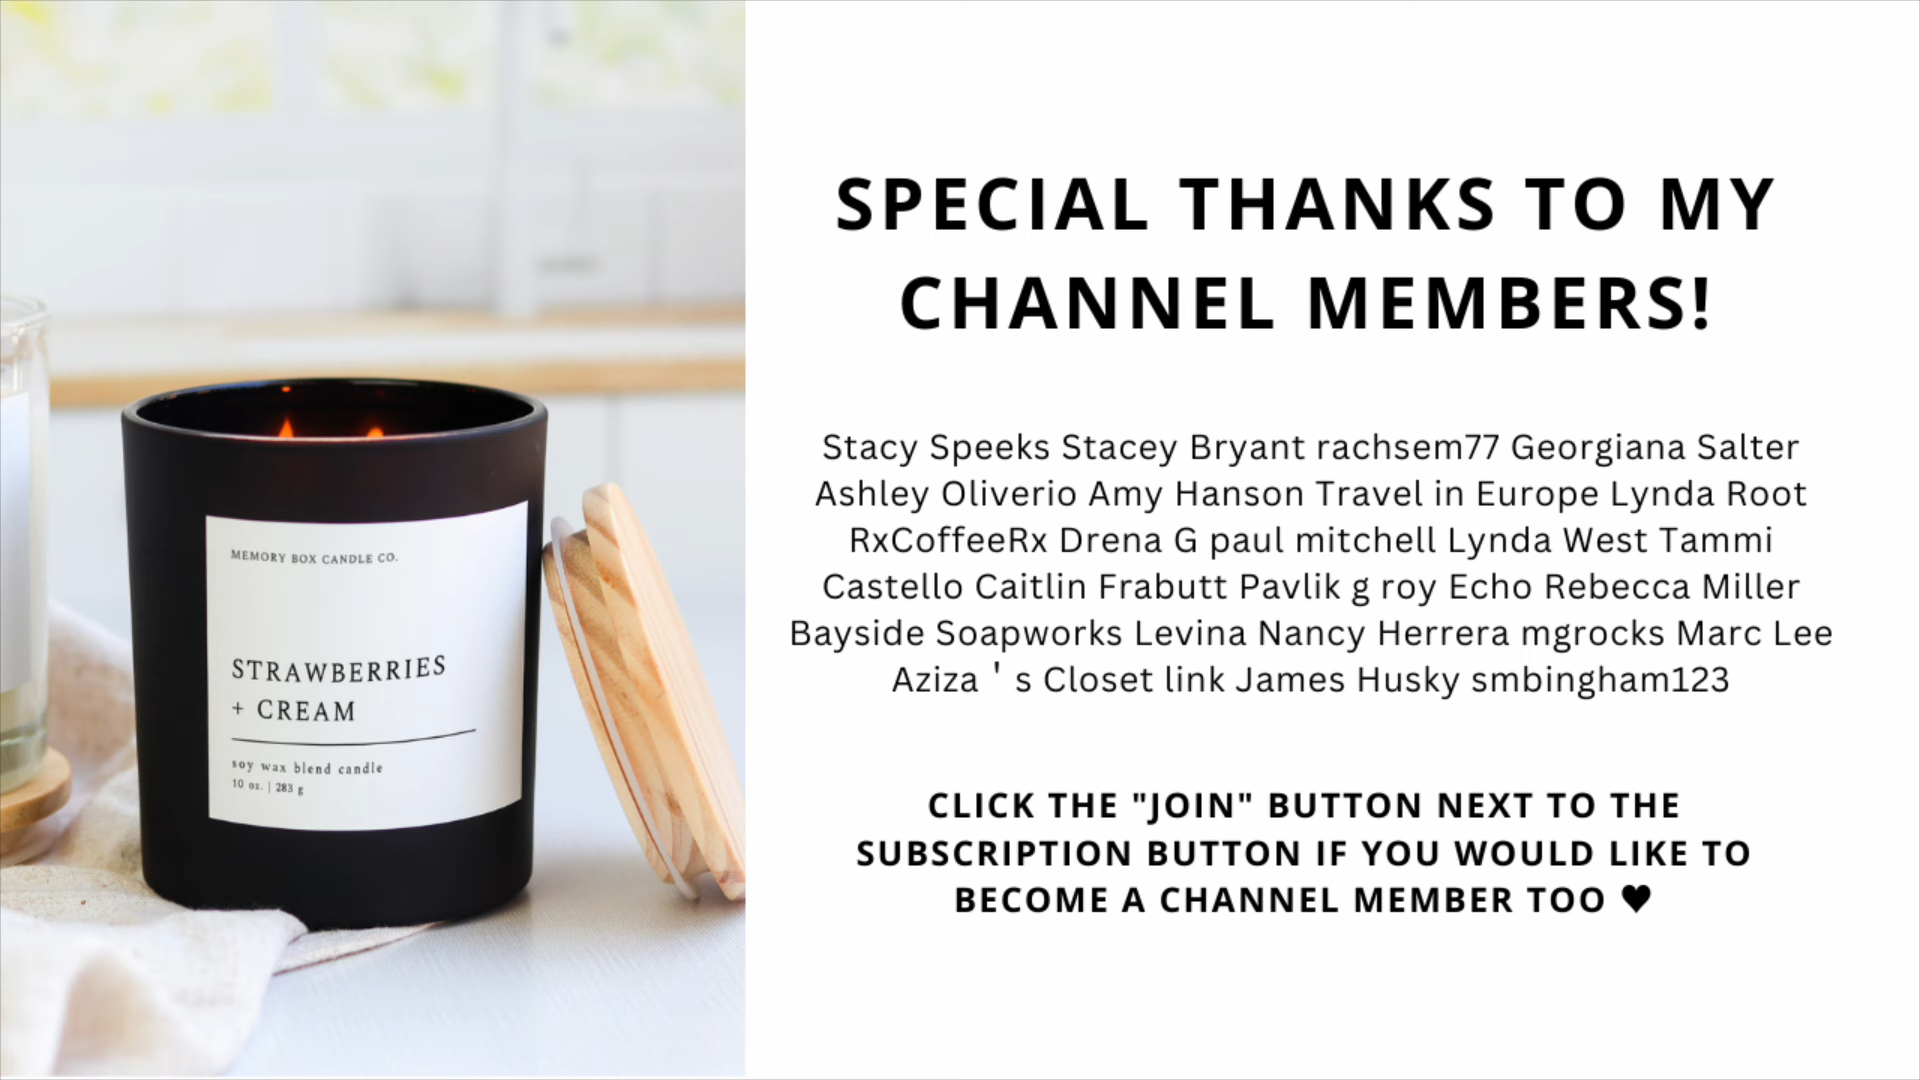 MEMORY BOX CANDLE CO.
STRAWBERRIES
+ CREAM
soy wax blend candle
10 oz. | 283 g
SPECIAL THANKS TO MY
CHANNEL MEMBERS!
Stacy Speeks Stacey Bryant rachsem77 Georgiana Salter
Ashley Oliverio Amy Hanson Travel in Europe Lynda Root
RxCoffeeRx Drena G paul mitchell Lynda West Tammi
Castello Caitlin Frabutt Pavlik g roy Echo Rebecca Miller
Bayside Soapworks Levina Nancy Herrera mgrocks Marc Lee
Aziza ' s Closet link James Husky smbingham123
CLICK THE "JOIN" BUTTON NEXT TO THE
SUBSCRIPTION BUTTON IF YOU WOULD LIKE TO
BECOME A CHANNEL MEMBER TOO ♥